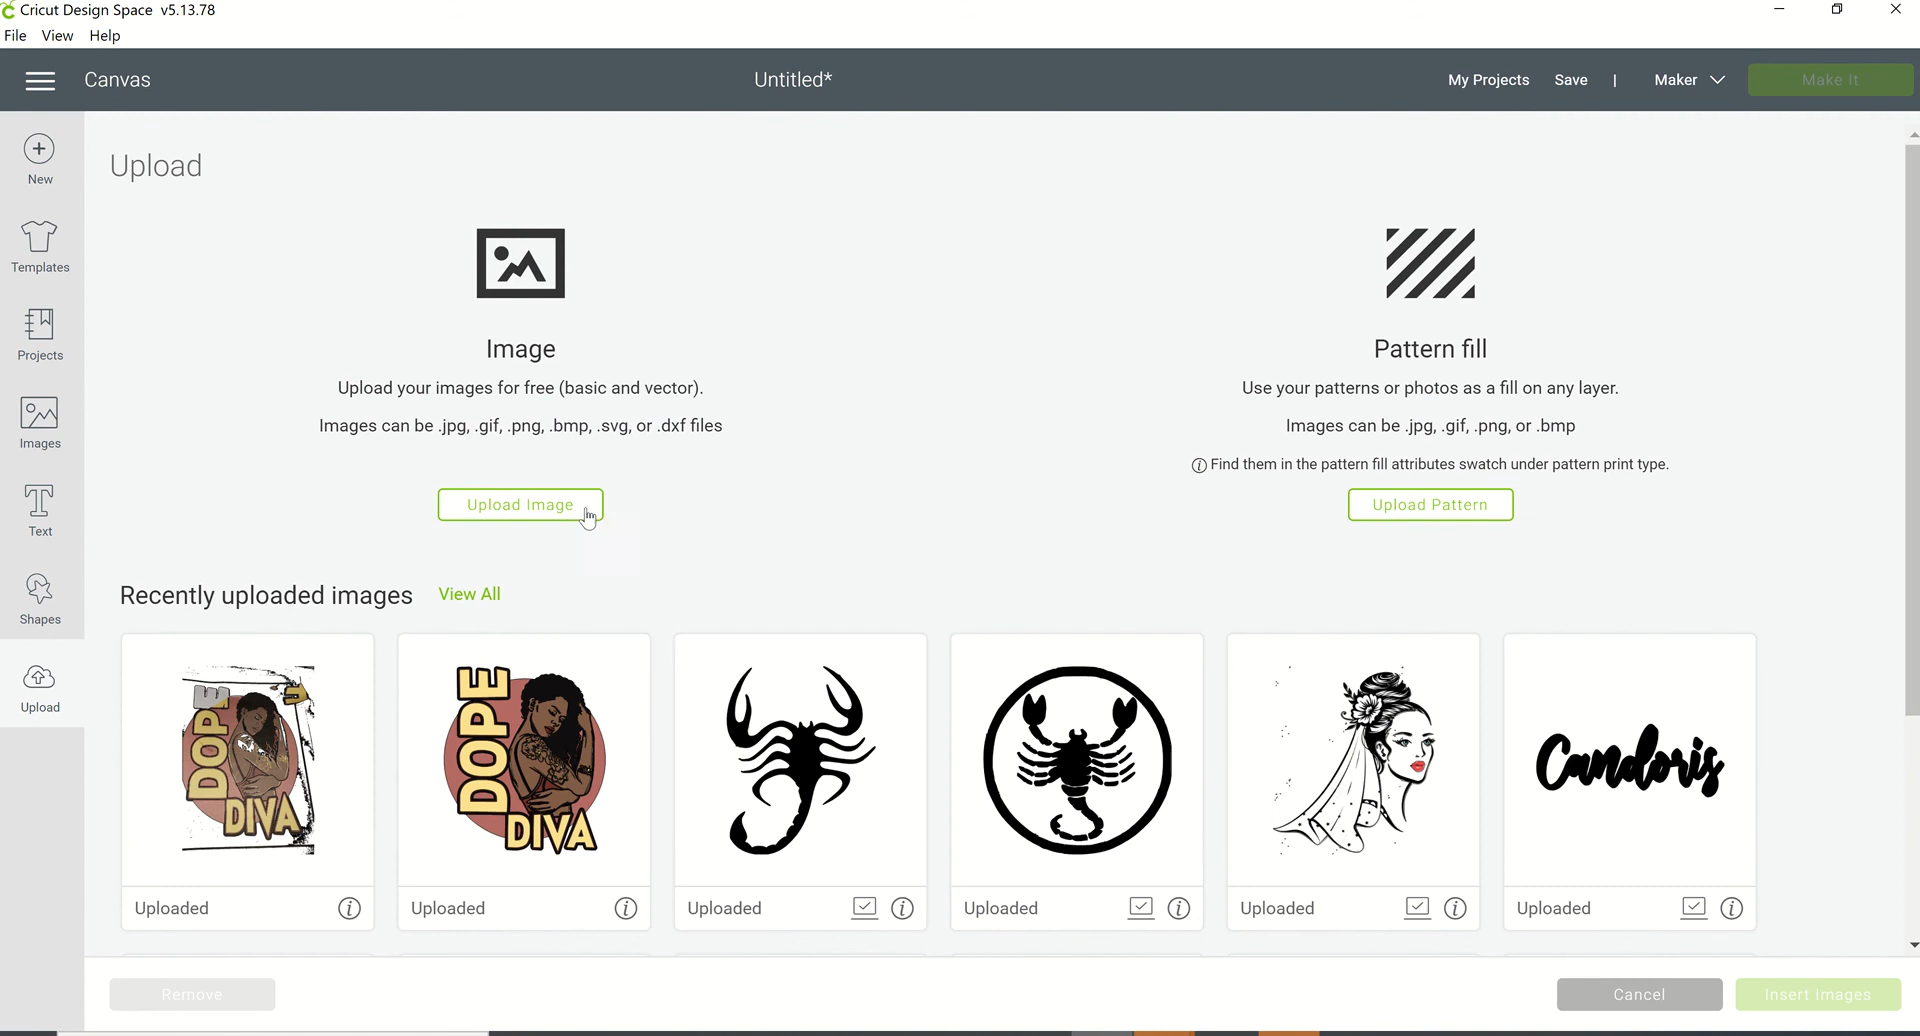 Cricut Design Space v5.13.78
File View Help
Canvas
Untitled*
My Projects Save | Maker Make It
New
Templates
Projects
Images
Text
Shapes
Upload
Upload
Image
Upload your images for free (basic and vector).
Images can be .jpg, .gif, .png, .bmp, .svg, or .dxf files
Upload Image
Pattern fill
Use your patterns or photos as a fill on any layer.
Images can be .jpg, .gif, .png, or .bmp
Find them in the pattern fill attributes swatch under pattern print type.
Upload Pattern
Recently uploaded images View All
DOPE
DIVA
DOPE
DIVA
Candoris
Uploaded Uploaded Uploaded Uploaded Uploaded Uploaded
Remove Cancel Insert Images